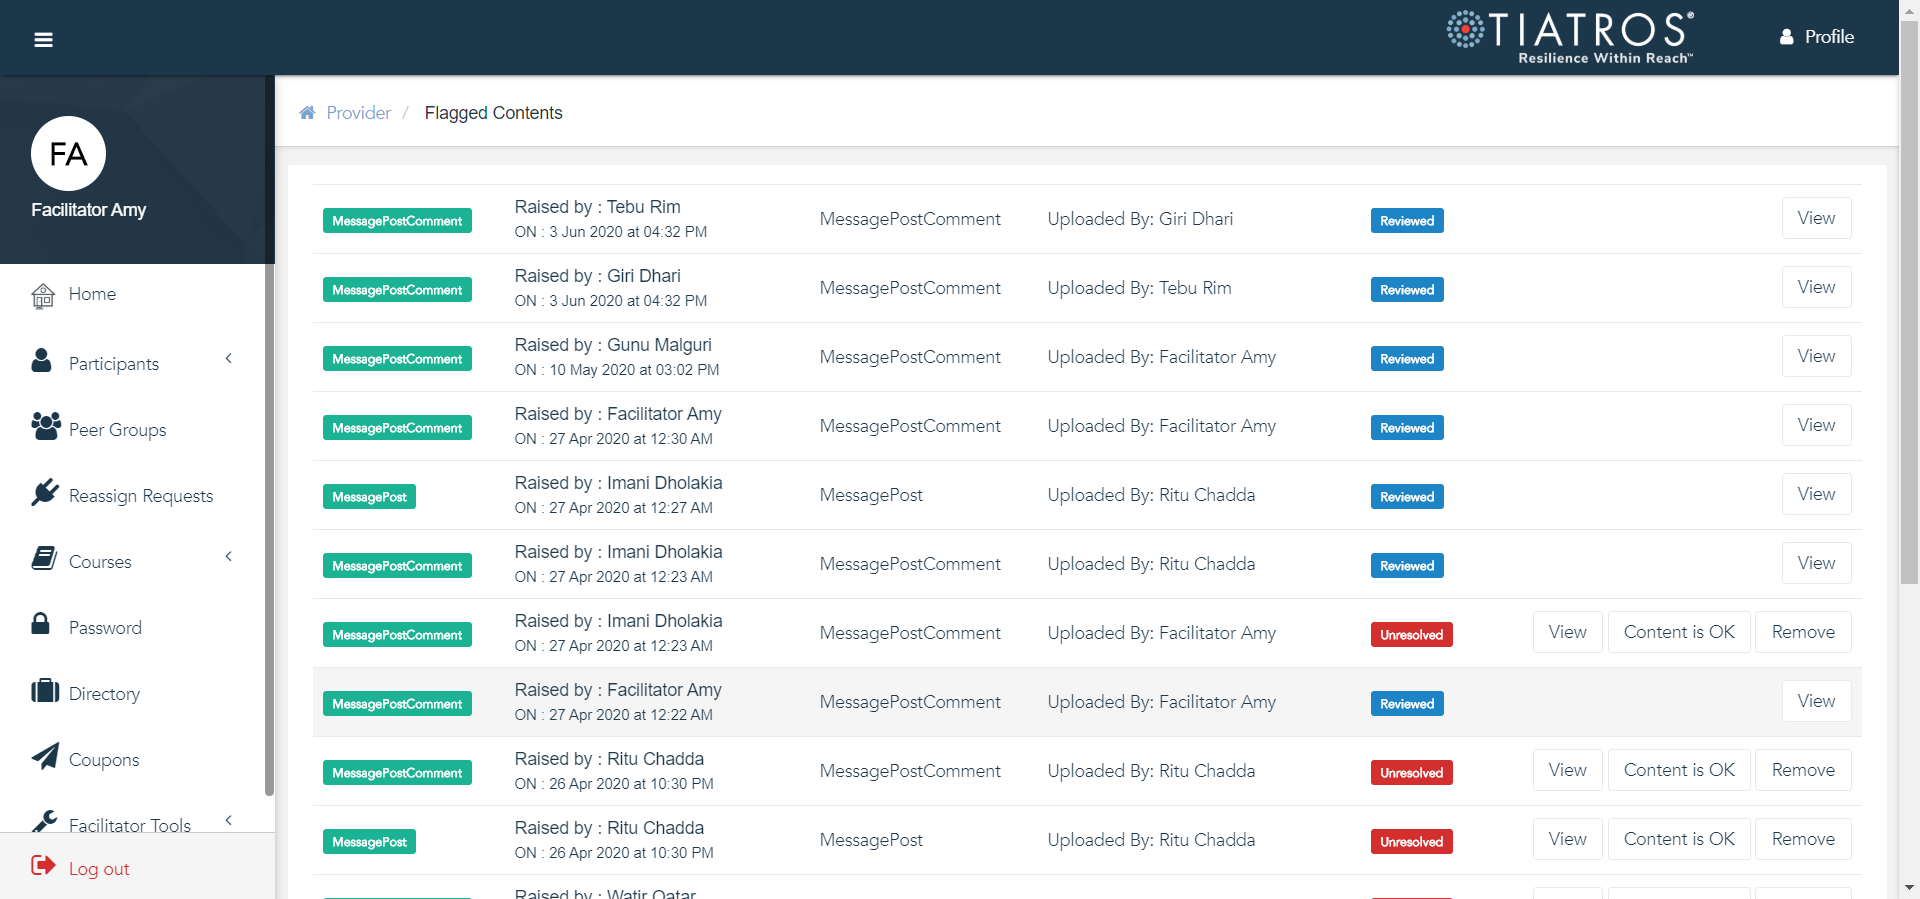 TIATROS®
Resilience Within Reach™
Profile
FA
Facilitator Amy
Home
Participants
Peer Groups
Reassign Requests
Courses
Password
Directory
Coupons
Facilitator Tools
Log out
Provider / Flagged Contents
MessagePostComment
Raised by : Tebu Rim
ON : 3 Jun 2020 at 04:32 PM
MessagePostComment
Uploaded By: Giri Dhari
Reviewed
View
MessagePostComment
Raised by : Giri Dhari
ON : 3 Jun 2020 at 04:32 PM
MessagePostComment
Uploaded By: Tebu Rim
Reviewed
View
MessagePostComment
Raised by : Gunu Malguri
ON : 10 May 2020 at 03:02 PM
MessagePostComment
Uploaded By: Facilitator Amy
Reviewed
View
MessagePostComment
Raised by : Facilitator Amy
ON : 27 Apr 2020 at 12:30 AM
MessagePostComment
Uploaded By: Facilitator Amy
Reviewed
View
MessagePost
Raised by : Imani Dholakia
ON : 27 Apr 2020 at 12:27 AM
MessagePost
Uploaded By: Ritu Chadda
Reviewed
View
MessagePostComment
Raised by : Imani Dholakia
ON : 27 Apr 2020 at 12:23 AM
MessagePostComment
Uploaded By: Ritu Chadda
Reviewed
View
MessagePostComment
Raised by : Imani Dholakia
ON : 27 Apr 2020 at 12:23 AM
MessagePostComment
Uploaded By: Facilitator Amy
Unresolved
View
Content is OK
Remove
MessagePostComment
Raised by : Facilitator Amy
ON : 27 Apr 2020 at 12:22 AM
MessagePostComment
Uploaded By: Facilitator Amy
Reviewed
View
MessagePostComment
Raised by : Ritu Chadda
ON : 26 Apr 2020 at 10:30 PM
MessagePostComment
Uploaded By: Ritu Chadda
Unresolved
View
Content is OK
Remove
MessagePost
Raised by : Ritu Chadda
ON : 26 Apr 2020 at 10:30 PM
MessagePost
Uploaded By: Ritu Chadda
Unresolved
View
Content is OK
Remove
Raised by : Watir Qatar